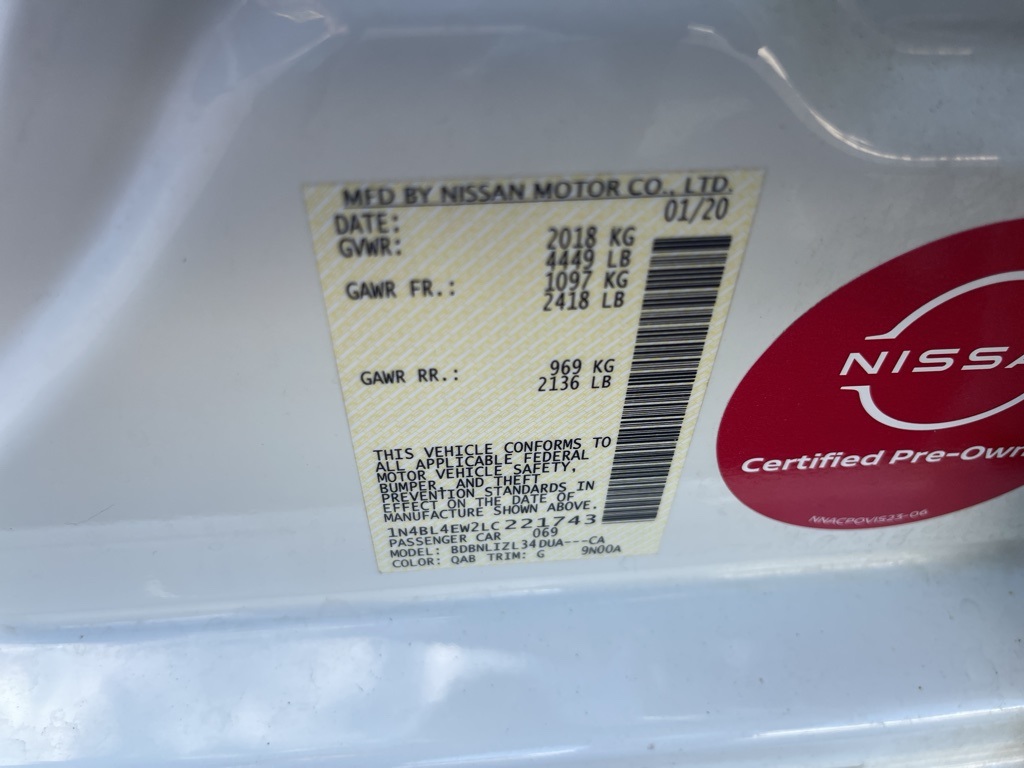 MFD BY NISSAN MOTOR CO., LTD.
DATE: 01/20
GVWR: 2018 KG
4449 LB
GAWR FR.: 1097 KG
2418 LB
GAWR RR.: 969 KG
2136 LB
THIS VEHICLE CONFORMS TO
ALL APPLICABLE FEDERAL
MOTOR VEHICLE SAFETY,
BUMPER, AND THEFT
PREVENTION STANDARDS IN
EFFECT ON THE DATE OF
MANUFACTURE SHOWN ABOVE.
1N4BL4EW2LC 221743
PASSENGER CAR 069
MODEL: BDBNLIZL34DUA---CA
COLOR: QAB TRIM: G 9N00A
NISSA
Certified Pre-Own
NNACPOVIS23-06